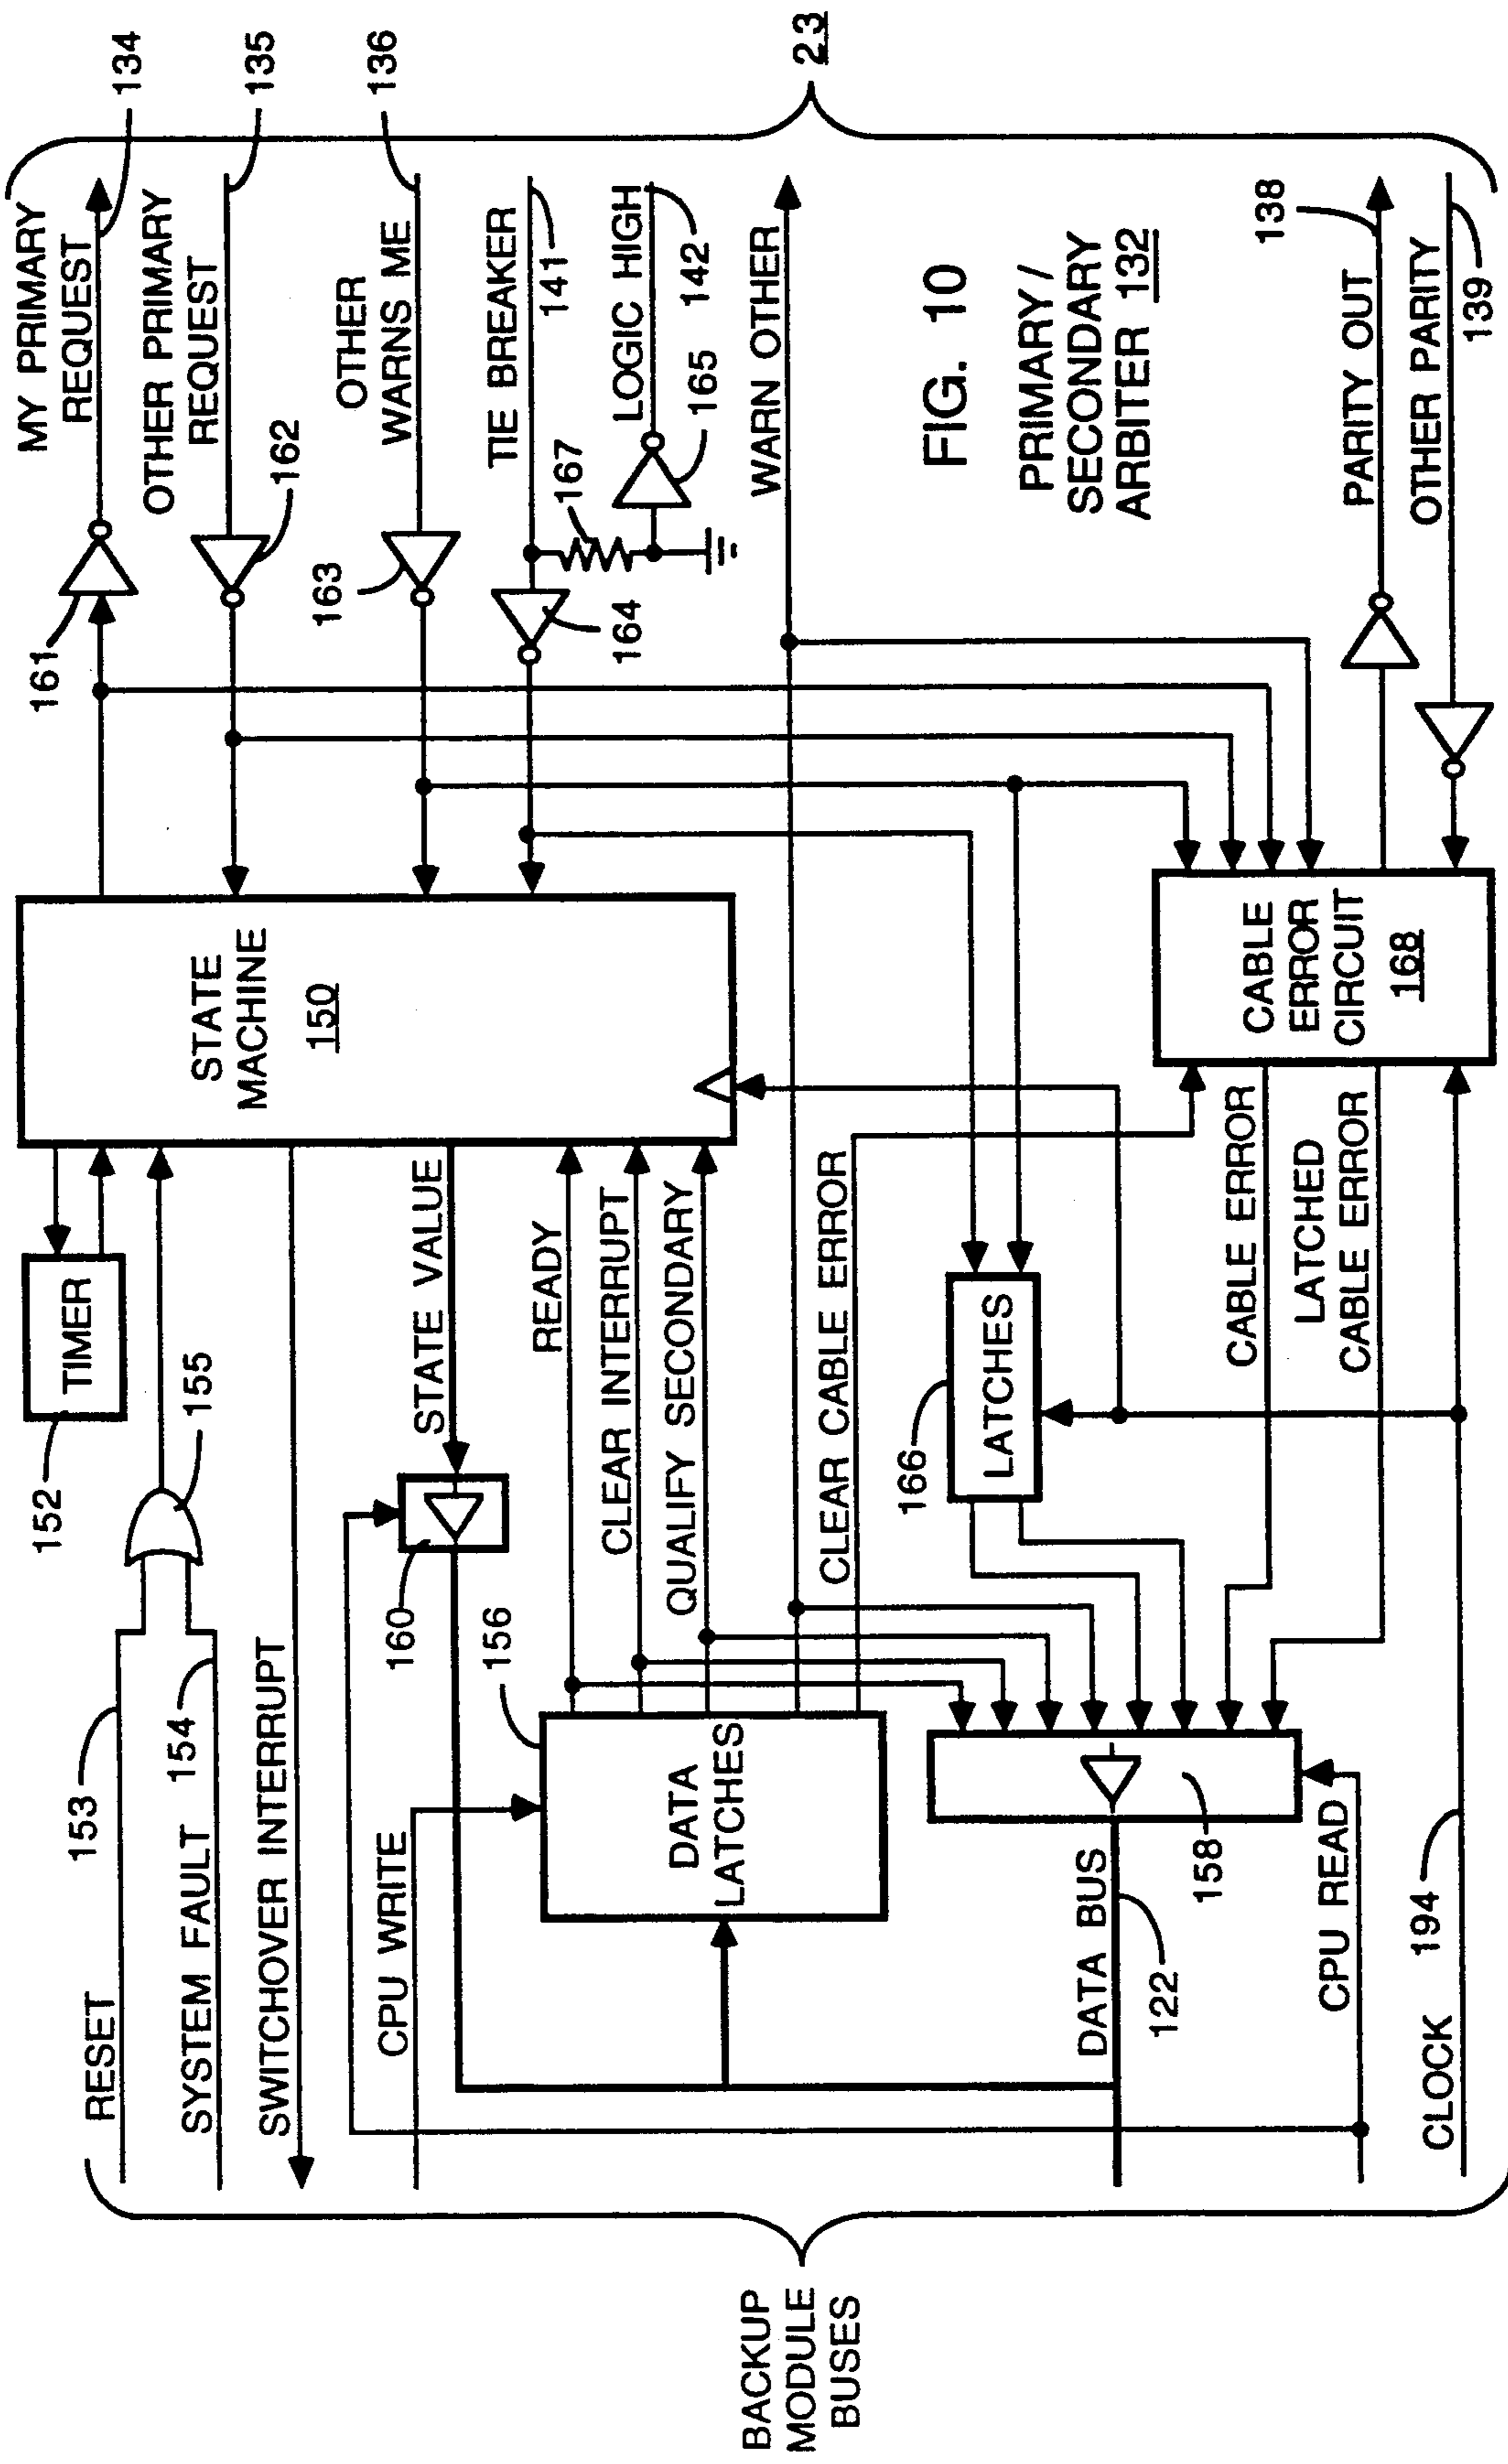 MY PRIMARY
REQUEST
134
OTHER PRIMARY
REQUEST
135
OTHER
WARNS ME
136
TIE BREAKER
141
LOGIC HIGH
142
WARN OTHER
23
161
162
163
164
167
165
FIG. 10
PRIMARY /
SECONDARY
ARBITER 132
138
PARITY OUT
OTHER PARITY
139
STATE
MACHINE
150
CABLE
ERROR
CIRCUIT
168
TIMER
152
155
STATE VALUE
READY
CLEAR INTERRUPT
QUALIFY SECONDARY
CLEAR CABLE ERROR
LATCHES
166
CABLE ERROR
LATCHED
CABLE ERROR
160
156
DATA
LATCHES
158
RESET
153
SYSTEM FAULT
154
SWITCHOVER INTERRUPT
CPU WRITE
DATA BUS
122
CPU READ
CLOCK
194
BACKUP
MODULE
BUSES